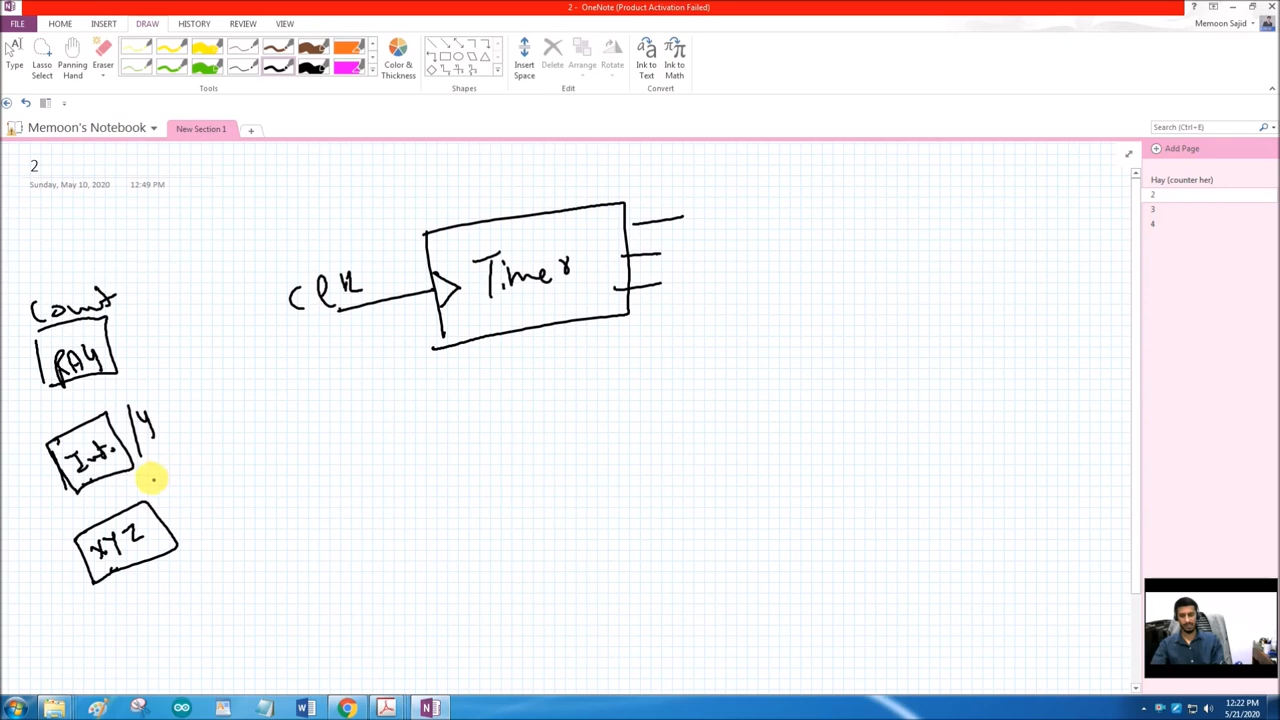 2 - OneNote (Product Activation Failed)
FILE HOME INSERT DRAW HISTORY REVIEW VIEW
Memoon Sajid
Type
Lasso Select
Panning Hand
Eraser
Color & Thickness
Insert Space
Delete
Arrange
Rotate
Ink to Text
Ink to Math
Tools
Shapes
Edit
Convert
Memoon's Notebook
New Section 1
Search (Ctrl+E)
Add Page
Hay (counter her)
2
3
4
2
Sunday, May 10, 2020 12:49 PM
Clk
Timer
Count
Int.
XYZ
12:22 PM
5/21/2020